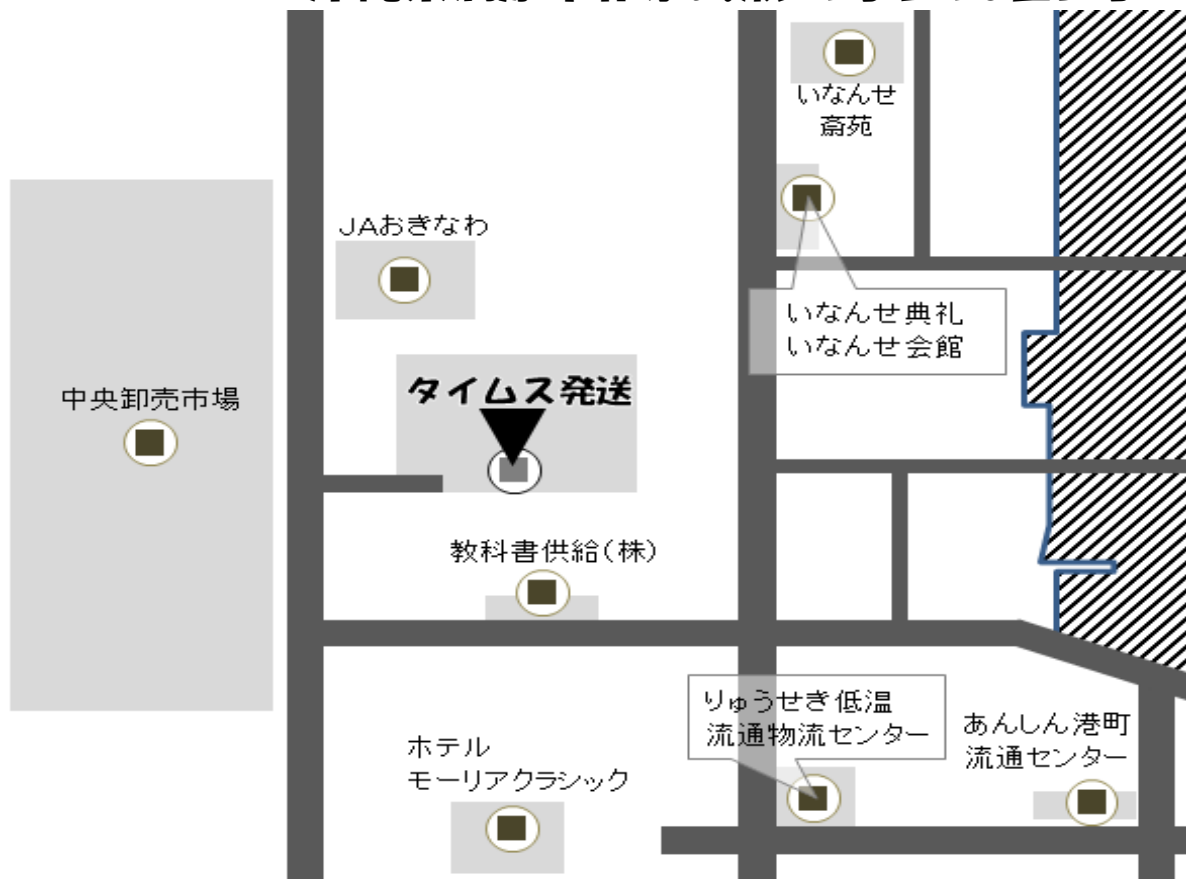 いなんせ
斎苑
JAおきなわ
いなんせ典礼
いなんせ会館
タイムス発送
中央卸売市場
教科書供給(株)
りゅうせき低温
流通物流センター
あんしん港町
流通センター
ホテル
モーリアクラシック